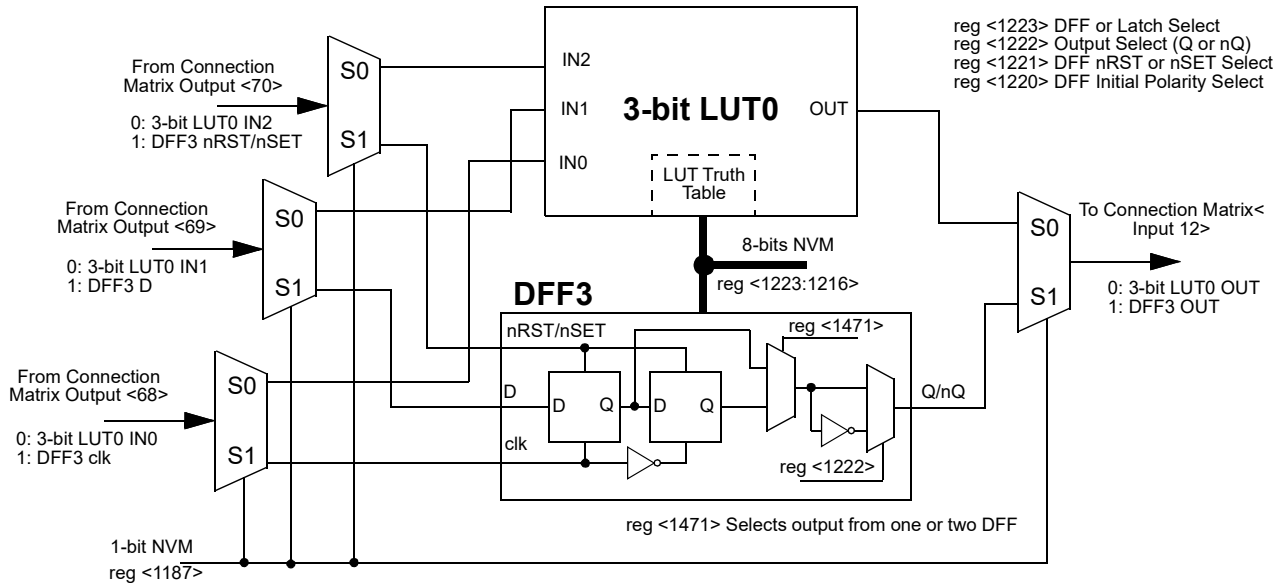 reg <1223> DFF or Latch Select
reg <1222> Output Select (Q or nQ)
reg <1221> DFF nRST or nSET Select
reg <1220> DFF Initial Polarity Select
From Connection
Matrix Output <70>
0: 3-bit LUT0 IN2
1: DFF3 nRST/nSET
S0
S1
IN2
IN1
IN0
3-bit LUT0
OUT
LUT Truth
Table
From Connection
Matrix Output <69>
0: 3-bit LUT0 IN1
1: DFF3 D
S0
S1
8-bits NVM
reg <1223:1216>
S0
S1
To Connection Matrix<
Input 12>
0: 3-bit LUT0 OUT
1: DFF3 OUT
DFF3
nRST/nSET
reg <1471>
From Connection
Matrix Output <68>
0: 3-bit LUT0 IN0
1: DFF3 clk
S0
S1
D
D
Q
D
Q
Q/nQ
clk
reg <1222>
reg <1471> Selects output from one or two DFF
1-bit NVM
reg <1187>